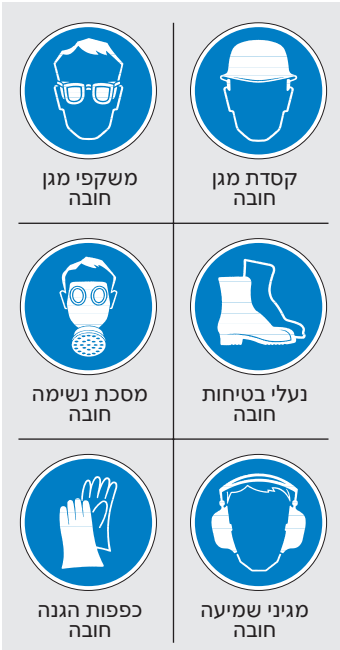 קסדת מגן
חובה
משקפי מגן
חובה
נעלי בטיחות
חובה
מסכת נשימה
חובה
מגיני שמיעה
חובה
כפפות הגנה
חובה